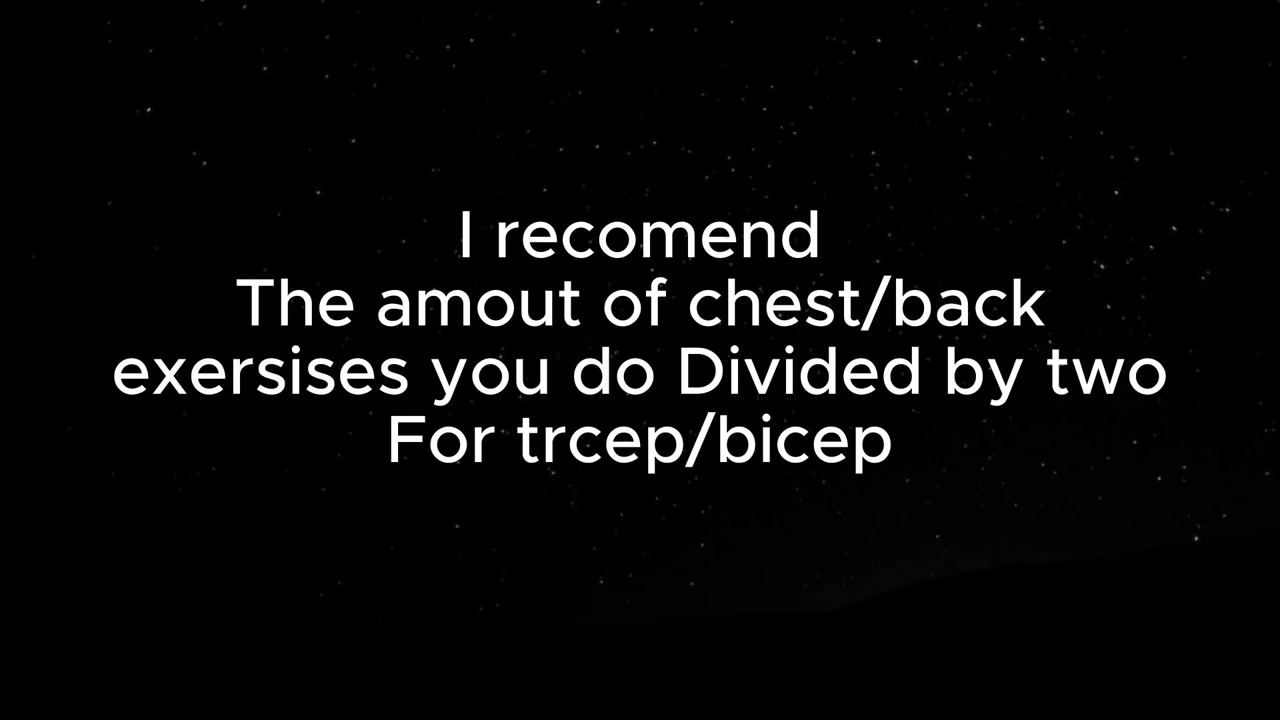 I recomend
The amout of chest/back
exersises you do Divided by two
For trcep/bicep